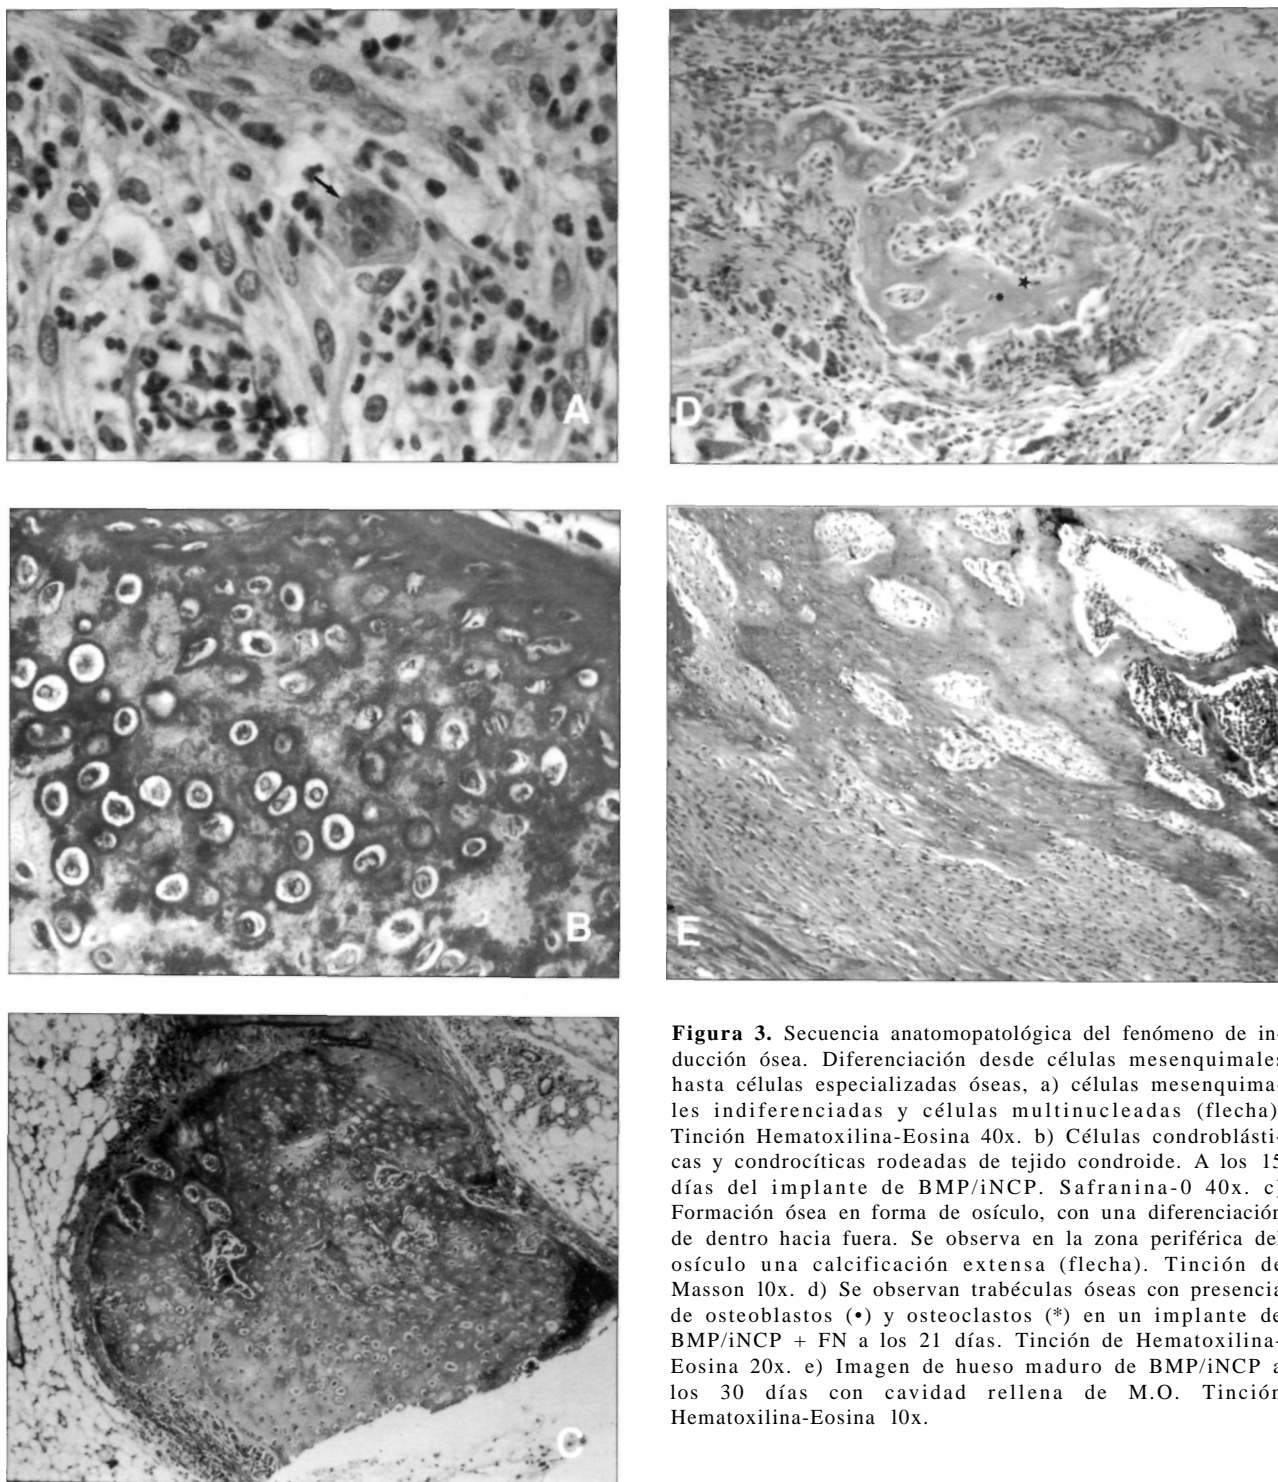 A
D
B
E
C
Figura 3. Secuencia anatomopatológica del fenómeno de in-
ducción ósea. Diferenciación desde células mesenquimales
hasta células especializadas óseas, a) células mesenquima-
les indiferenciadas y células multinucleadas (flecha)
Tinción Hematoxilina-Eosina 40x. b) Células condroblásti-
cas y condrocíticas rodeadas de tejido condroide. A los 15
días del implante de BMP/iNCP. Safranina-0 40x. c)
Formación ósea en forma de osículo, con una diferenciación
de dentro hacia fuera. Se observa en la zona periférica del
osículo una calcificación extensa (flecha). Tinción de
Masson l0x. d) Se observan trabéculas óseas con presencia
de osteoblastos (•) y osteoclastos (*) en un implante de
BMP/iNCP + FN a los 21 días. Tinción de Hematoxilina-
Eosina 20x. e) Imagen de hueso maduro de BMP/iNCP a
los 30 días con cavidad rellena de M.O. Tinción
Hematoxilina-Eosina l0x.